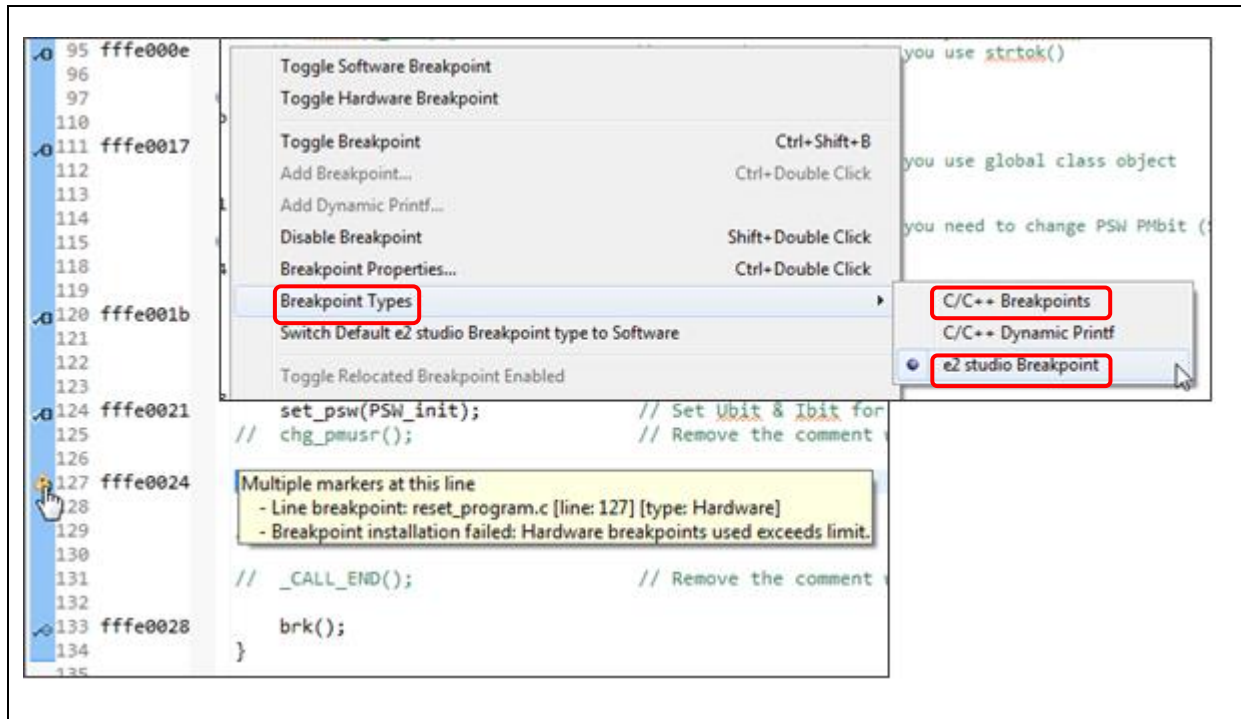 95 fffe000e you use strtok()
96
97
110
111 fffe0017
112 you use global class object
113
114
115 you need to change PSW PMbit (
118
119
120 fffe001b
121
122
123
Toggle Software Breakpoint
Toggle Hardware Breakpoint
Toggle Breakpoint Ctrl+Shift+B
Add Breakpoint... Ctrl+Double Click
Add Dynamic Printf...
Disable Breakpoint Shift+Double Click
Breakpoint Properties... Ctrl+Double Click
Breakpoint Types
Switch Default e2 studio Breakpoint type to Software
Toggle Relocated Breakpoint Enabled
C/C++ Breakpoints
C/C++ Dynamic Printf
e2 studio Breakpoint
124 fffe0021 set_psw(PSW_init); // Set Ubit & Ibit for
125 // chg_pmusr(); // Remove the comment
126
127 fffe0024
Multiple markers at this line
- Line breakpoint: reset_program.c [line: 127] [type: Hardware]
- Breakpoint installation failed: Hardware breakpoints used exceeds limit.
128
129
130
131 // _CALL_END(); // Remove the comment
132
133 fffe0028 brk();
134 }
135